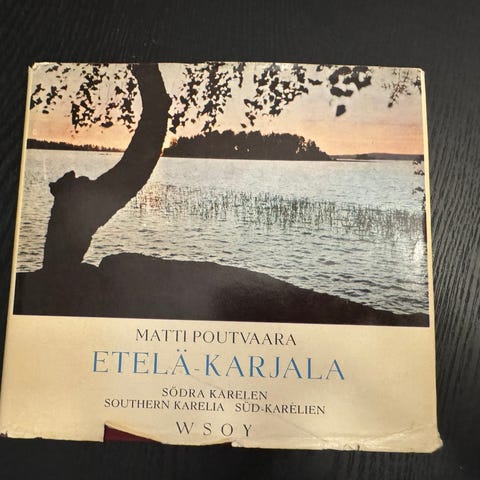 MATTI POUTVAARA
ETELÄ-KARJALA
SÖDRA KARELEN
SOUTHERN KARELIA SÜD-KARELIEN
WSOY